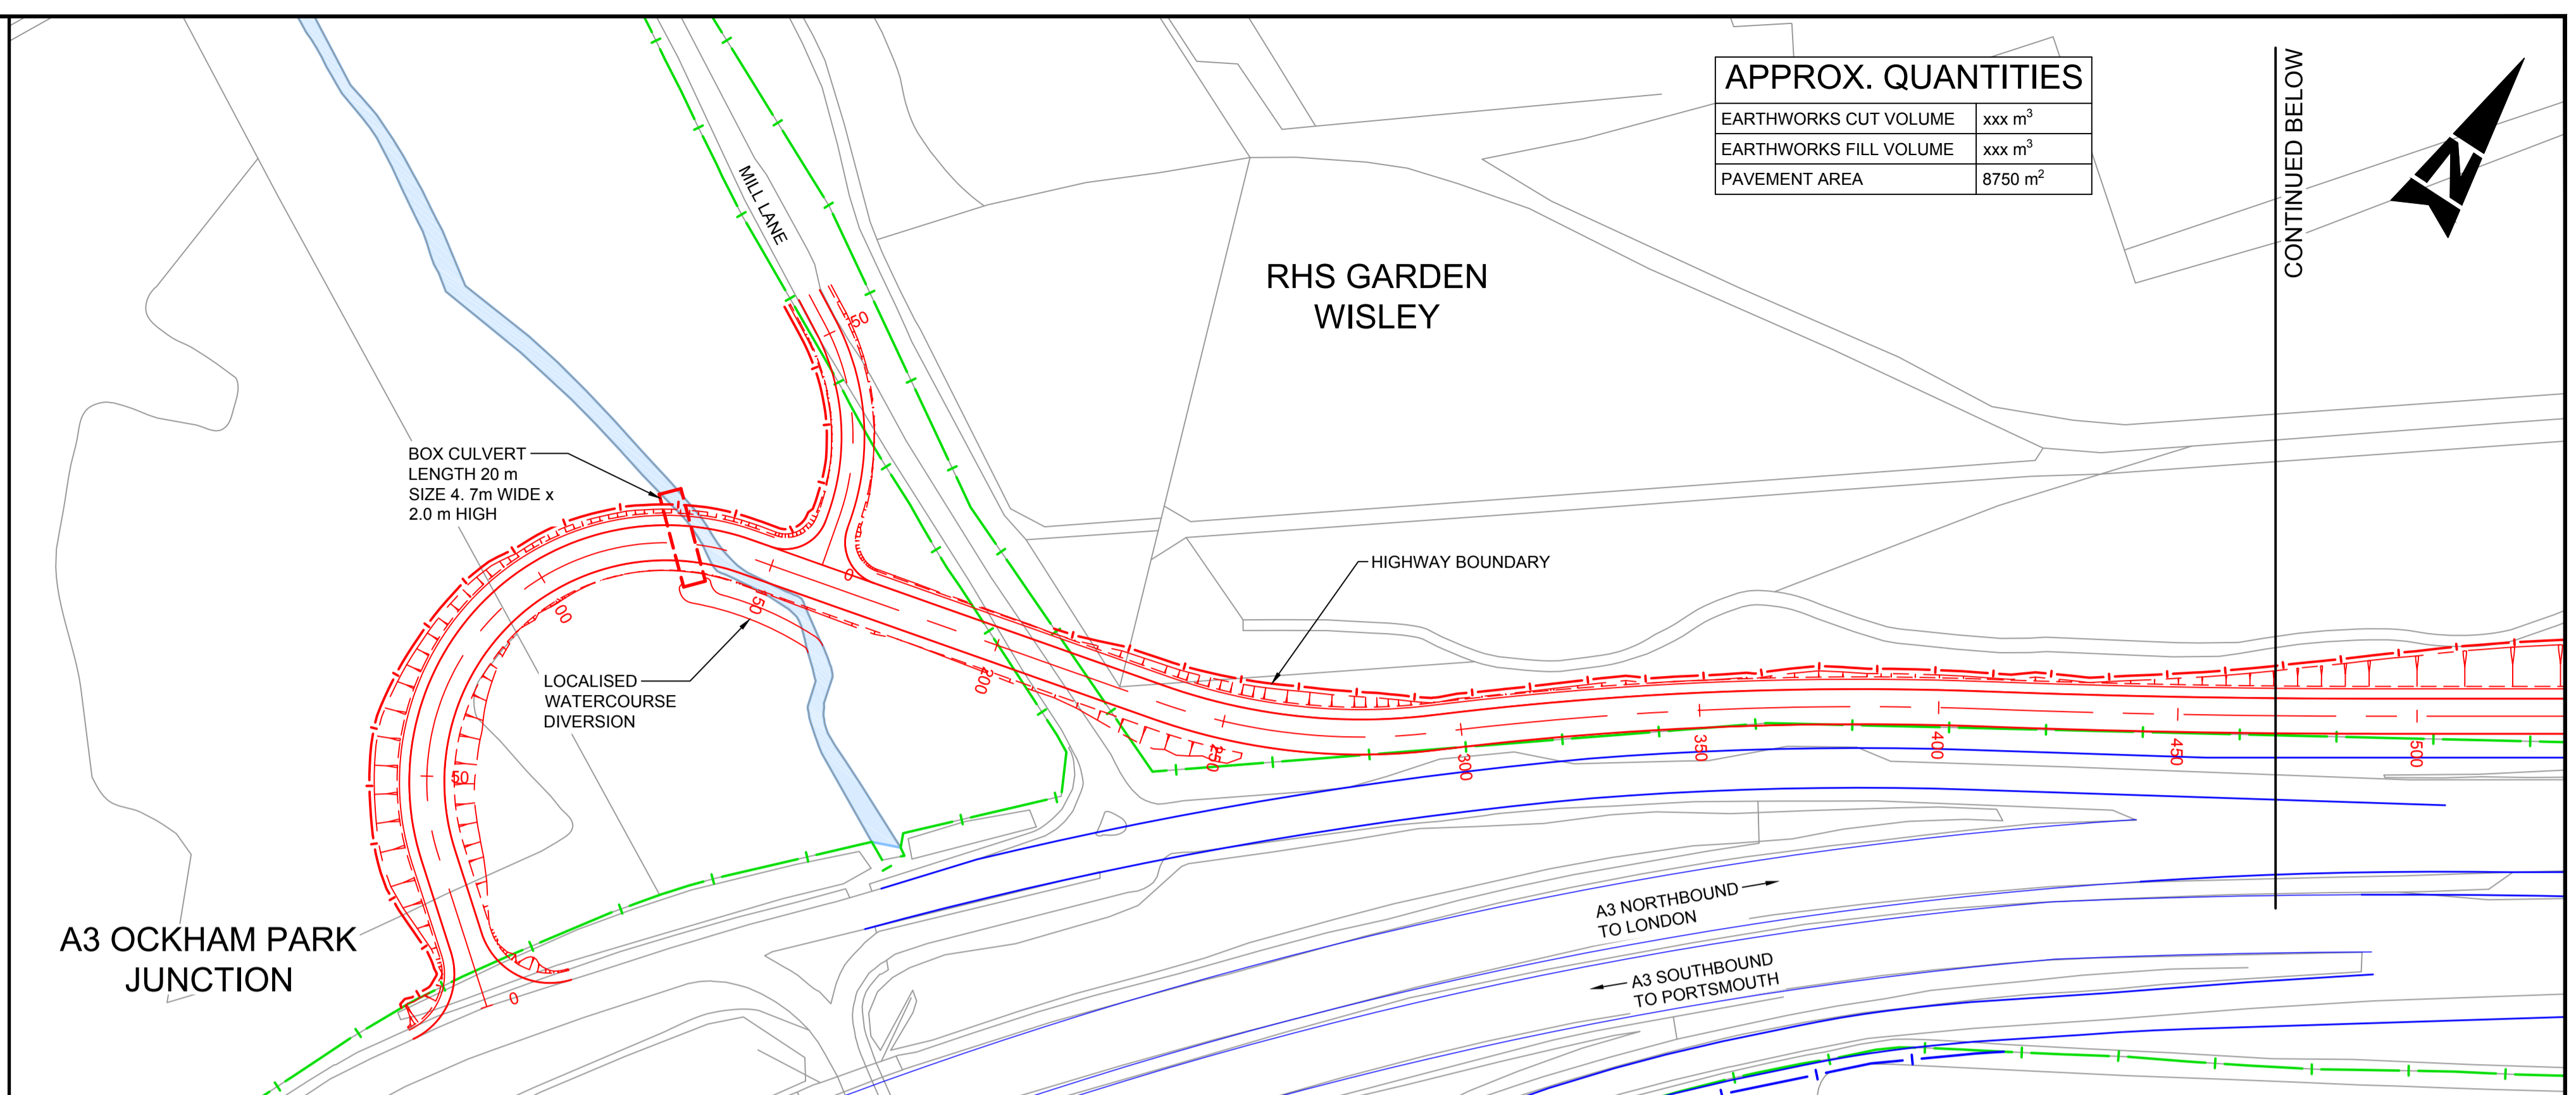 APPROX. QUANTITIES
EARTHWORKS CUT VOLUME xxx m³
EARTHWORKS FILL VOLUME xxx m³
PAVEMENT AREA 8750 m²
CONTINUED BELOW
N
MILL LANE
RHS GARDEN
WISLEY
50
BOX CULVERT
LENGTH 20 m
SIZE 4. 7m WIDE x
2.0 m HIGH
HIGHWAY BOUNDARY
0
50
00
LOCALISED
WATERCOURSE
DIVERSION
200
250
300
350
400
450
500
50
A3 NORTHBOUND
TO LONDON
A3 OCKHAM PARK
JUNCTION
A3 SOUTHBOUND
TO PORTSMOUTH
0